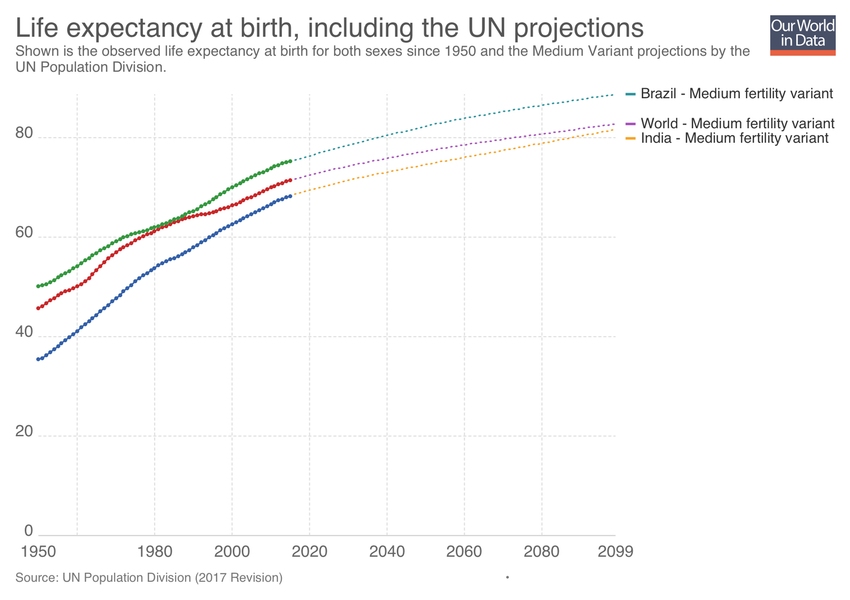 Life expectancy at birth, including the UN projections
Our World
in Data
Shown is the observed life expectancy at birth for both sexes since 1950 and the Medium Variant projections by the
UN Population Division.
Brazil - Medium fertility variant
World - Medium fertility variant
India - Medium fertility variant
80
60
40
20
0
1950 1980 2000 2020 2040 2060 2080 2099
Source: UN Population Division (2017 Revision)